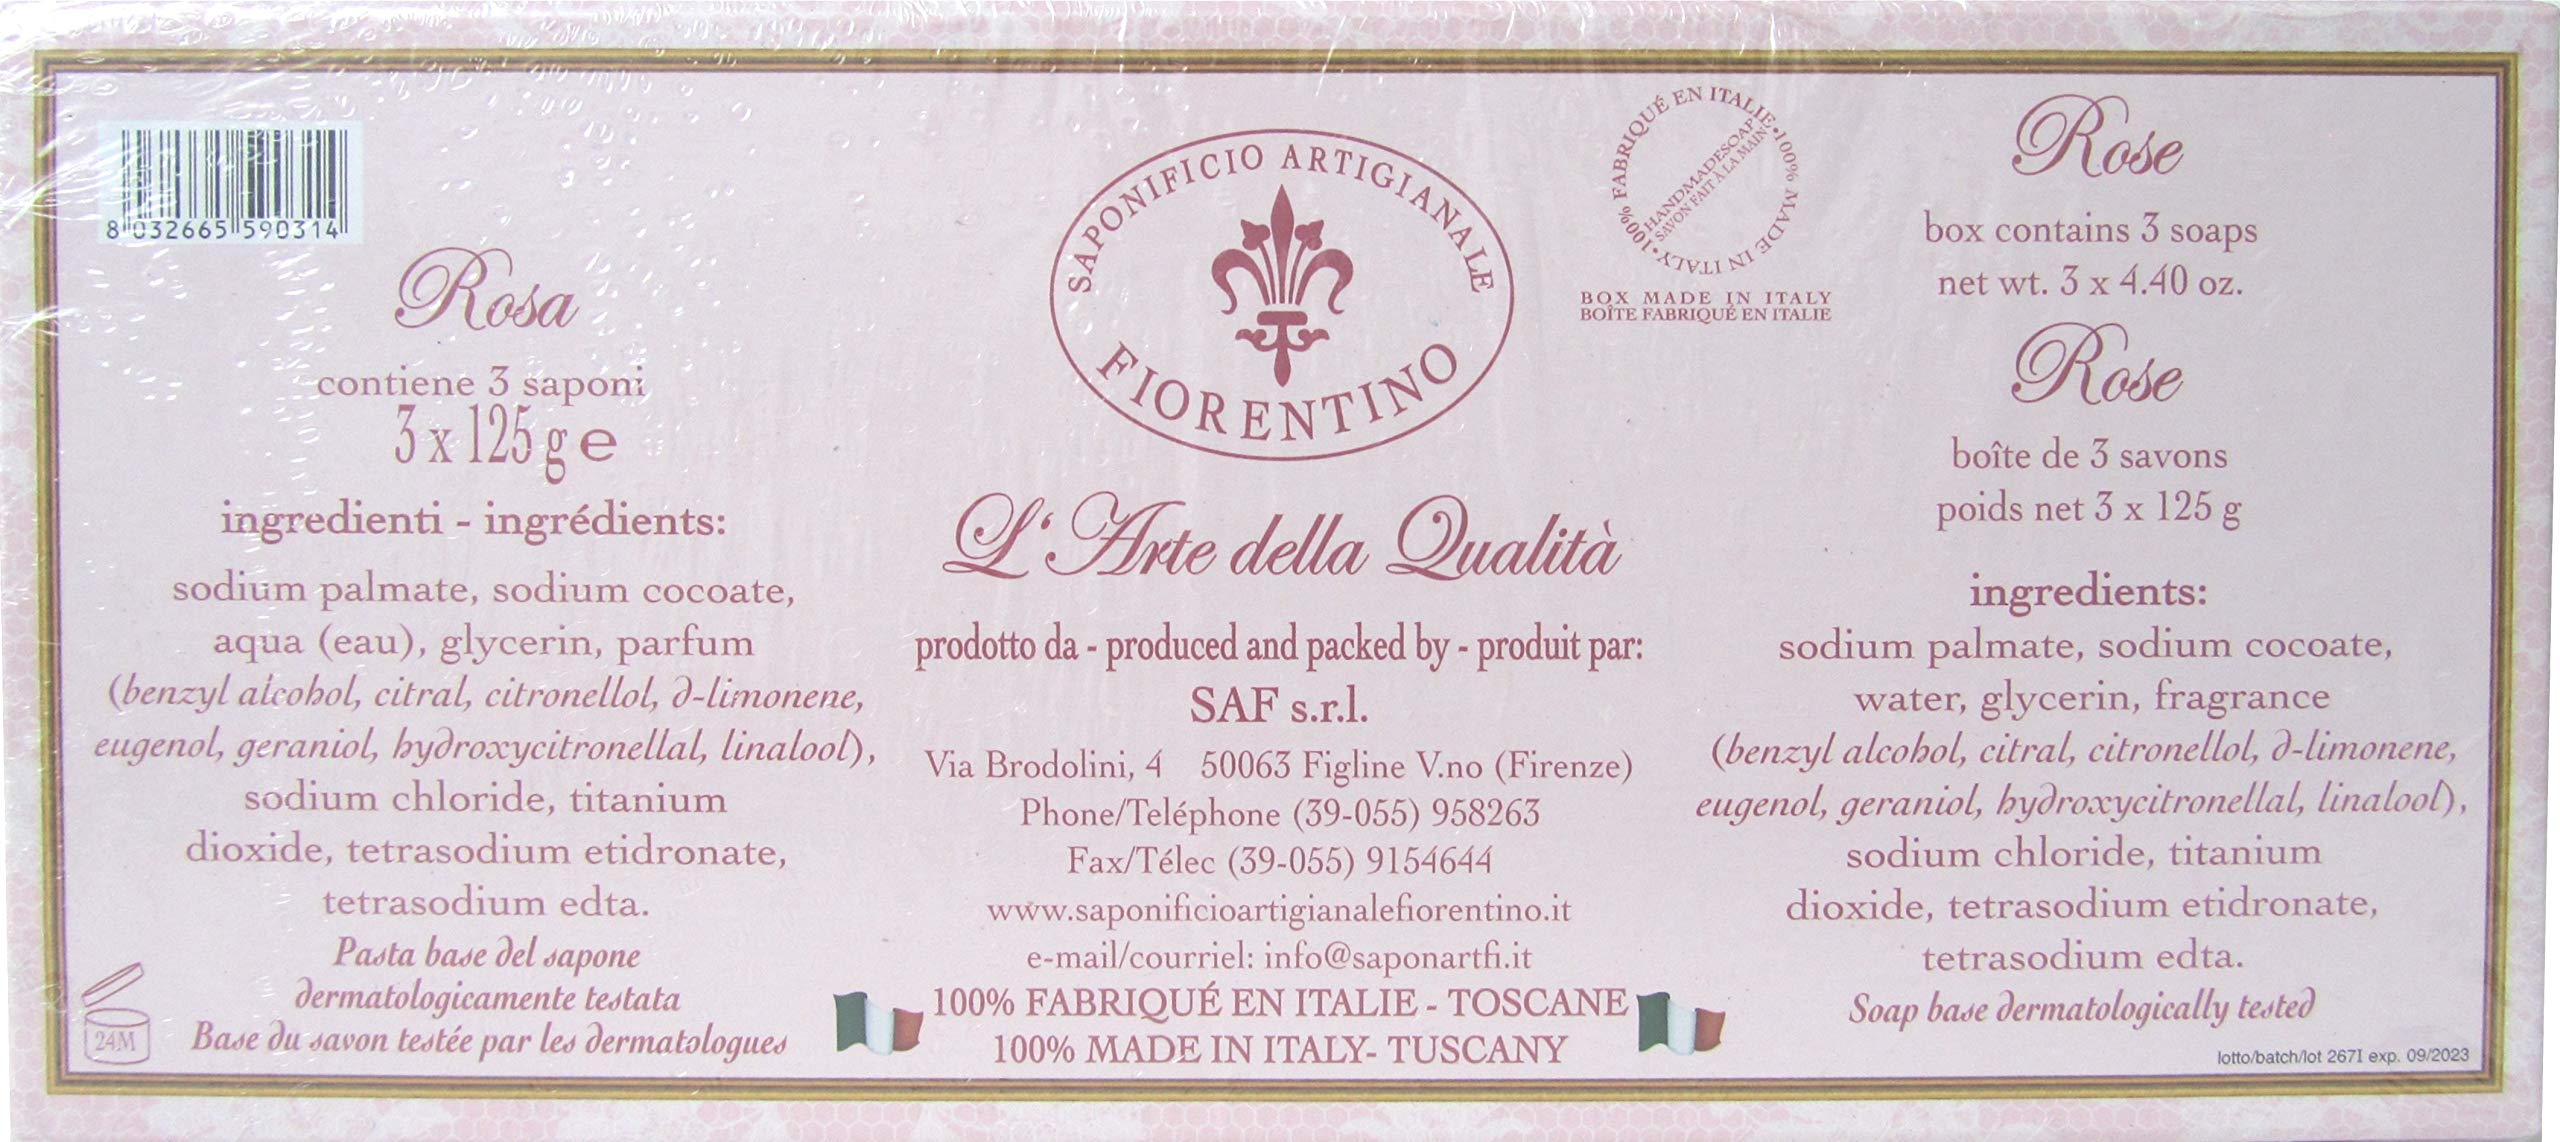 8 032665 590314
Rosa
contiene 3 saponi
3 x 125 g e
ingredienti - ingrédients:
sodium palmate, sodium cocoate,
aqua (eau), glycerin, parfum
(benzyl alcohol, citral, citronellol, d-limonene,
eugenol, geraniol, hydroxycitronellal, linalool),
sodium chloride, titanium
dioxide, tetrasodium etidronate,
tetrasodium edta.
Pasta base del sapone
dermatologicamente testata
Base du savon testée par les dermatologues
24M
SAPONIFICIO ARTIGIANALE
FIORENTINO
L'Arte della Qualità
prodotto da - produced and packed by - produit par:
SAF s.r.l.
Via Brodolini, 4 50063 Figline V.no (Firenze)
Phone/Teléphone (39-055) 958263
Fax/Télec (39-055) 9154644
www.saponificioartigianalefiorentino.it
e-mail/courriel: info@saponartfi.it
100% FABRIQUÉ EN ITALIE - TOSCANE
100% MADE IN ITALY- TUSCANY
100% FABRIQUÉ EN ITALIE • 100% MADE IN ITALY •
HANDMADESOAP
SAVON FAIT À LA MAIN
BOX MADE IN ITALY
BOÎTE FABRIQUÉ EN ITALIE
Rose
box contains 3 soaps
net wt. 3 x 4.40 oz.
Rose
boîte de 3 savons
poids net 3 x 125 g
ingredients:
sodium palmate, sodium cocoate,
water, glycerin, fragrance
(benzyl alcohol, citral, citronellol, d-limonene,
eugenol, geraniol, hydroxycitronellal, linalool),
sodium chloride, titanium
dioxide, tetrasodium etidronate,
tetrasodium edta.
Soap base dermatologically tested
lotto/batch/lot 267I exp. 09/2023